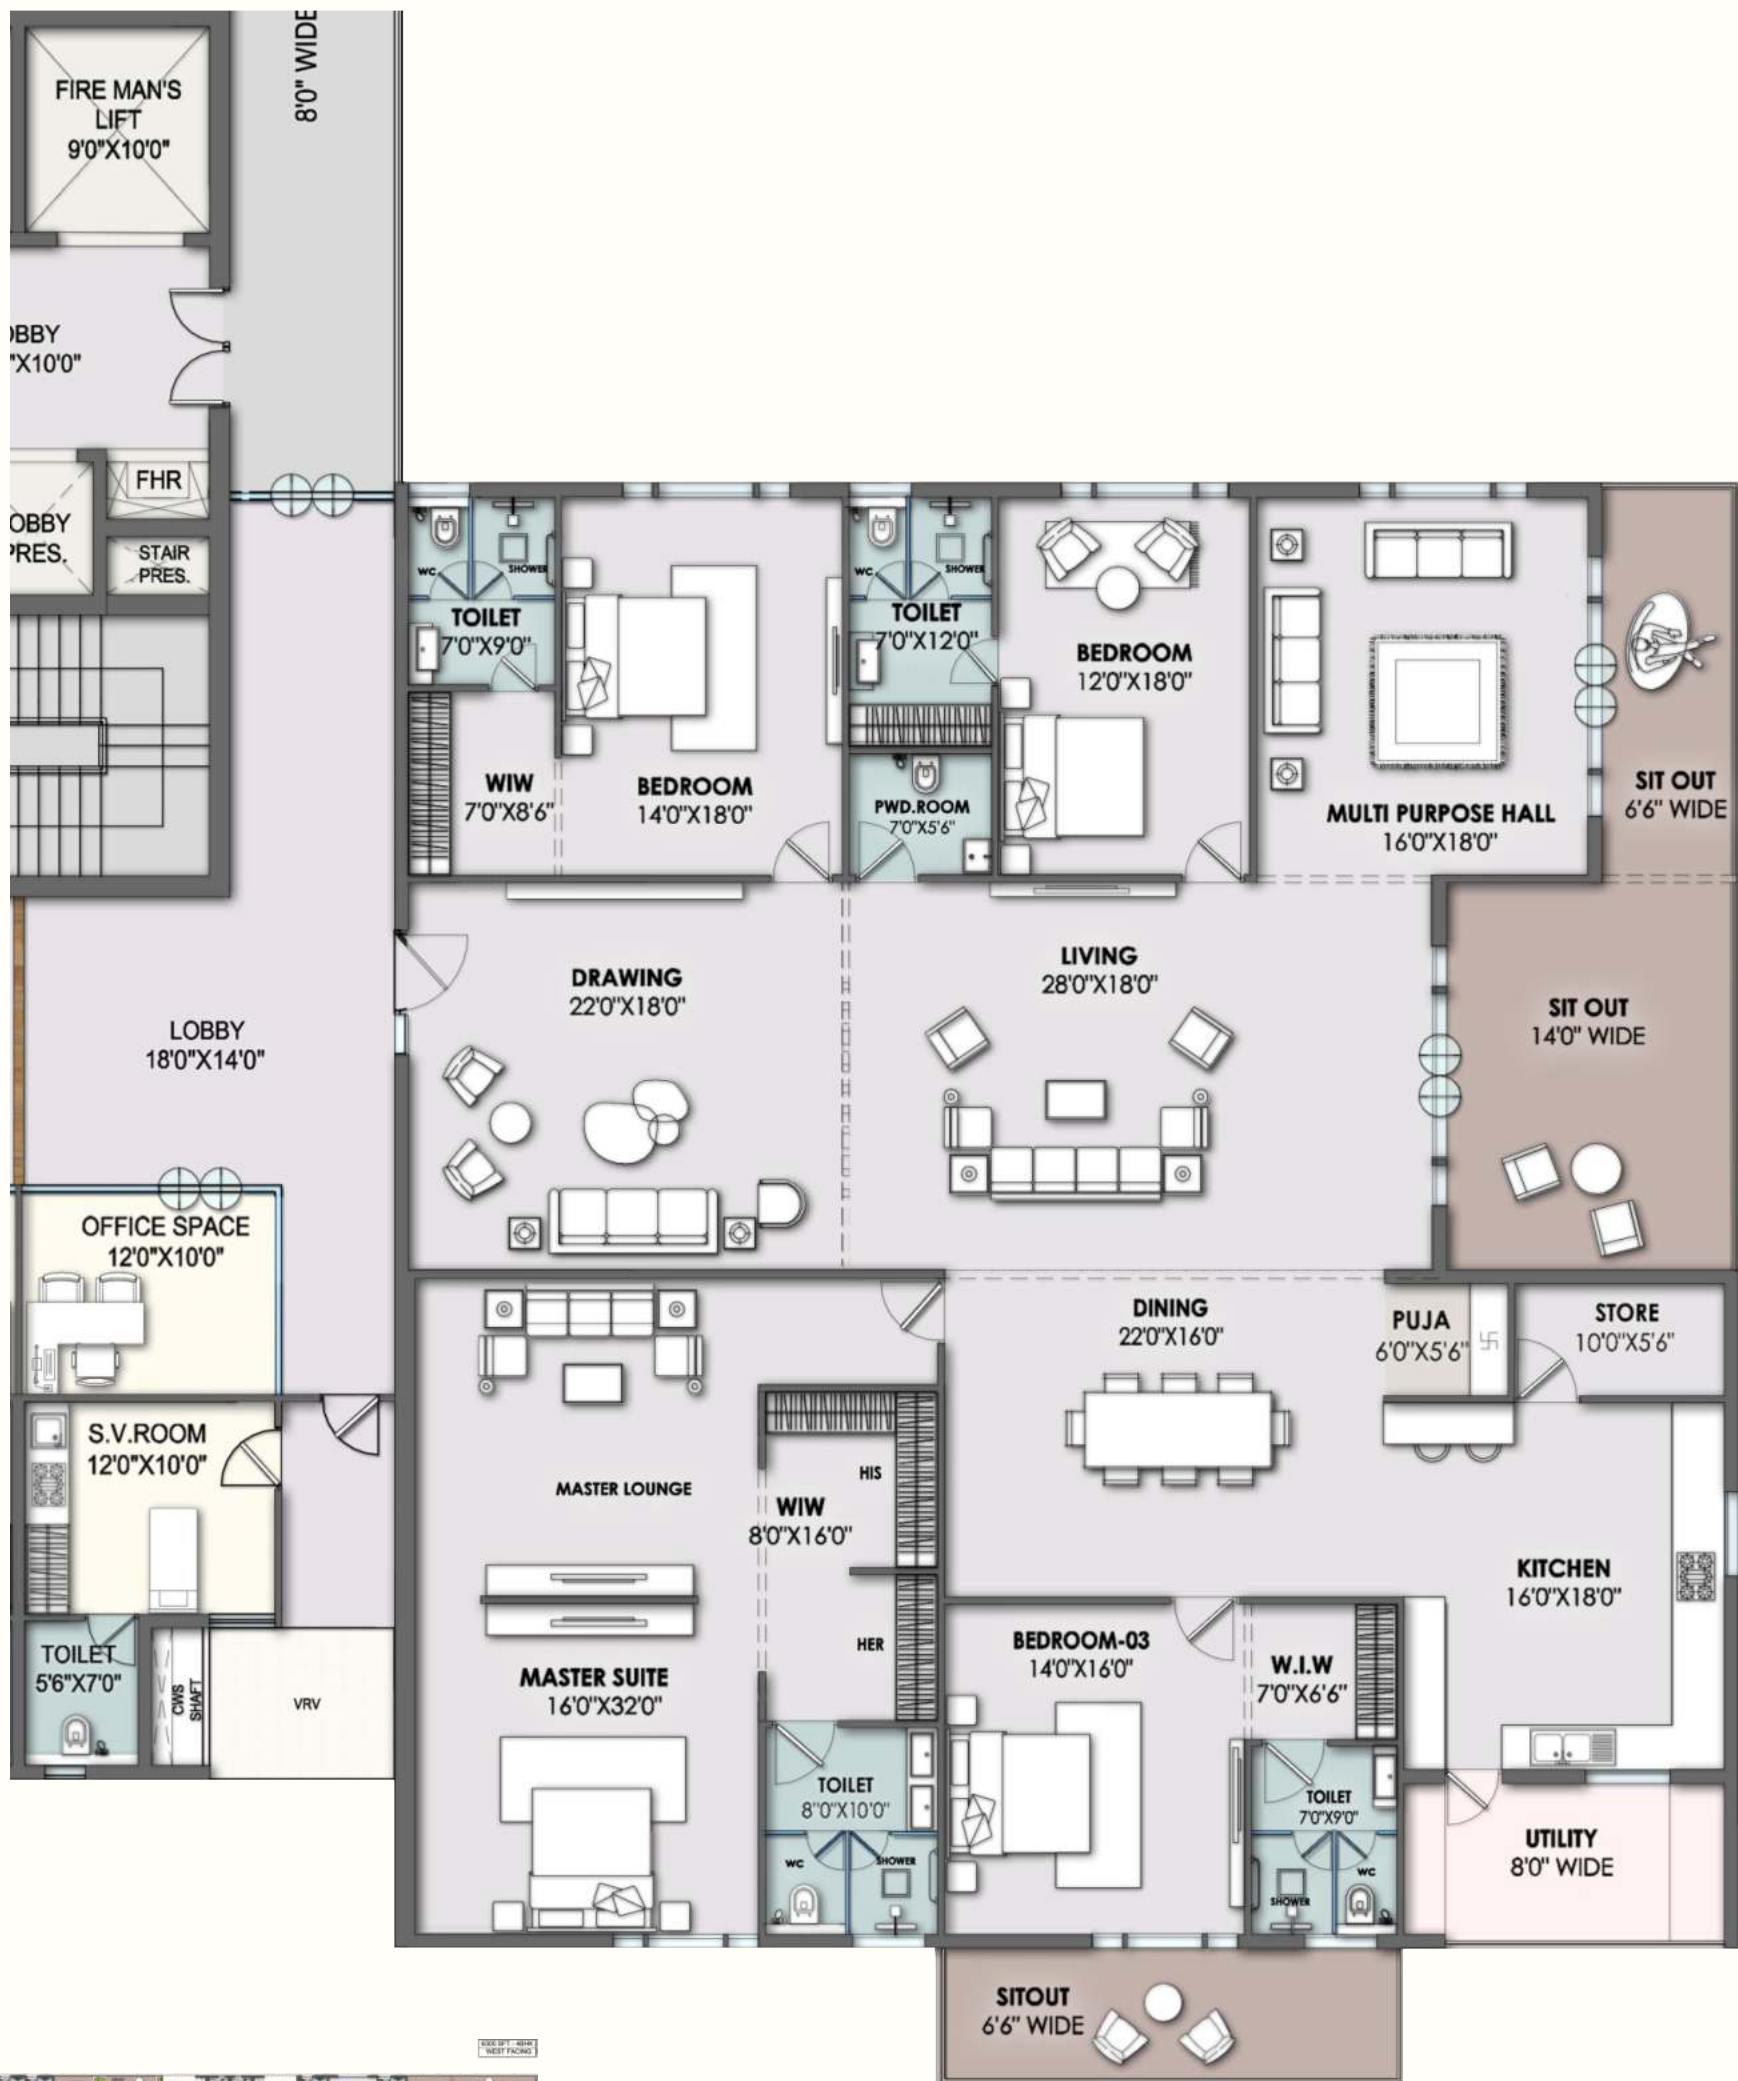 8'0" WIDE
FIRE MAN'S
LIFT
9'0"X10'0"
OBBY
"X10'0"
FHR
OBBY
PRES.
STAIR
PRES.
WC
SHOWER
TOILET
7'0"X9'0"
WIW
7'0"X8'6"
BEDROOM
14'0"X18'0"
WC
SHOWER
TOILET
7'0"X12'0"
PWD.ROOM
7'0"X5'6"
BEDROOM
12'0"X18'0"
MULTI PURPOSE HALL
16'0"X18'0"
SIT OUT
6'6" WIDE
LOBBY
18'0"X14'0"
DRAWING
22'0"X18'0"
LIVING
28'0"X18'0"
SIT OUT
14'0" WIDE
OFFICE SPACE
12'0"X10'0"
DINING
22'0"X16'0"
PUJA
6'0"X5'6"
STORE
10'0"X5'6"
S.V.ROOM
12'0"X10'0"
MASTER LOUNGE
HIS
WIW
8'0"X16'0"
HER
KITCHEN
16'0"X18'0"
TOILET
5'6"X7'0"
CWS
SHAFT
VRV
MASTER SUITE
16'0"X32'0"
BEDROOM-03
14'0"X16'0"
W.I.W
7'0"X6'6"
TOILET
8"0"X10'0"
WC
SHOWER
TOILET
7'0"X9'0"
SHOWER
WC
UTILITY
8'0" WIDE
SITOUT
6'6" WIDE
WEST FACING